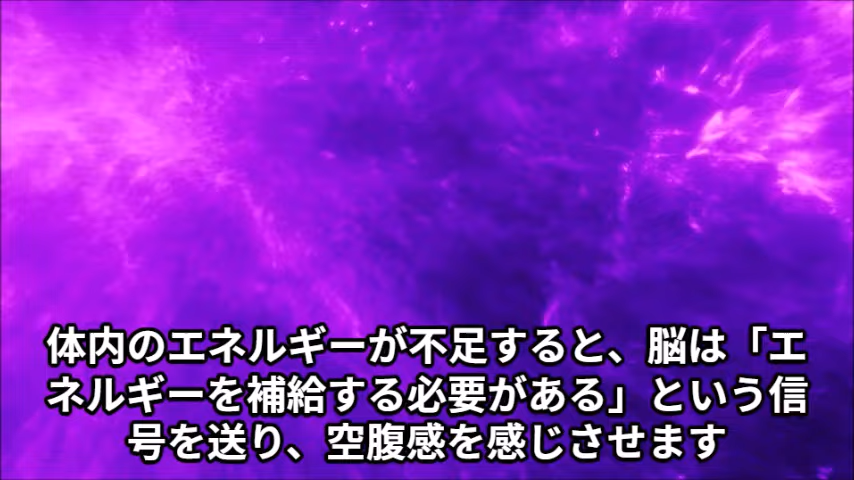 体内のエネルギーが不足すると、脳は「エ
ネルギーを補給する必要がある」という信
号を送り、空腹感を感じさせます